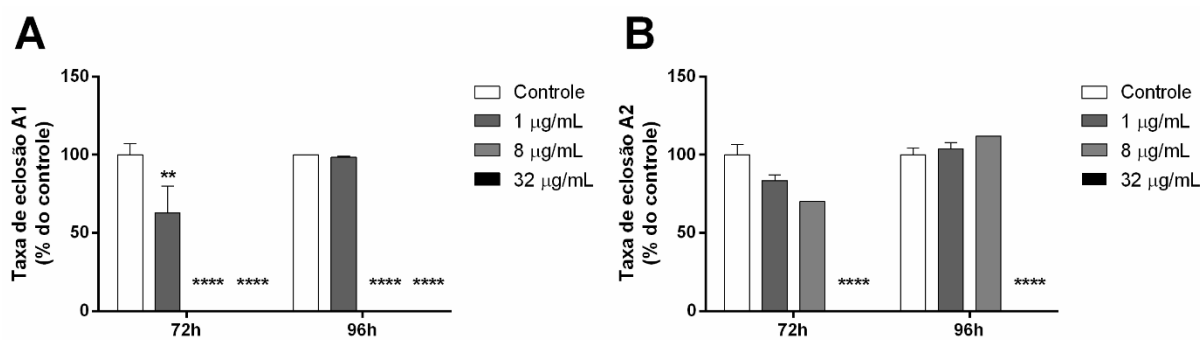 A
Taxa de eclosão A1
(% do controle)
150
100
50
0
**
**** ****
**** ****
72h
96h
Controle
1 μg/mL
8 μg/mL
32 μg/mL
B
Taxa de eclosão A2
(% do controle)
150
100
50
0
****
****
72h
96h
Controle
1 μg/mL
8 μg/mL
32 μg/mL